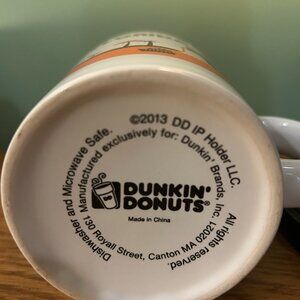 ©2013 DD IP Holder LLC.
All rights reserved.
Manufactured exclusively for: Dunkin' Brands, Inc.
130 Royall Street, Canton MA 02021
Dishwasher and Microwave Safe.
DUNKIN'
DONUTS®
Made in China